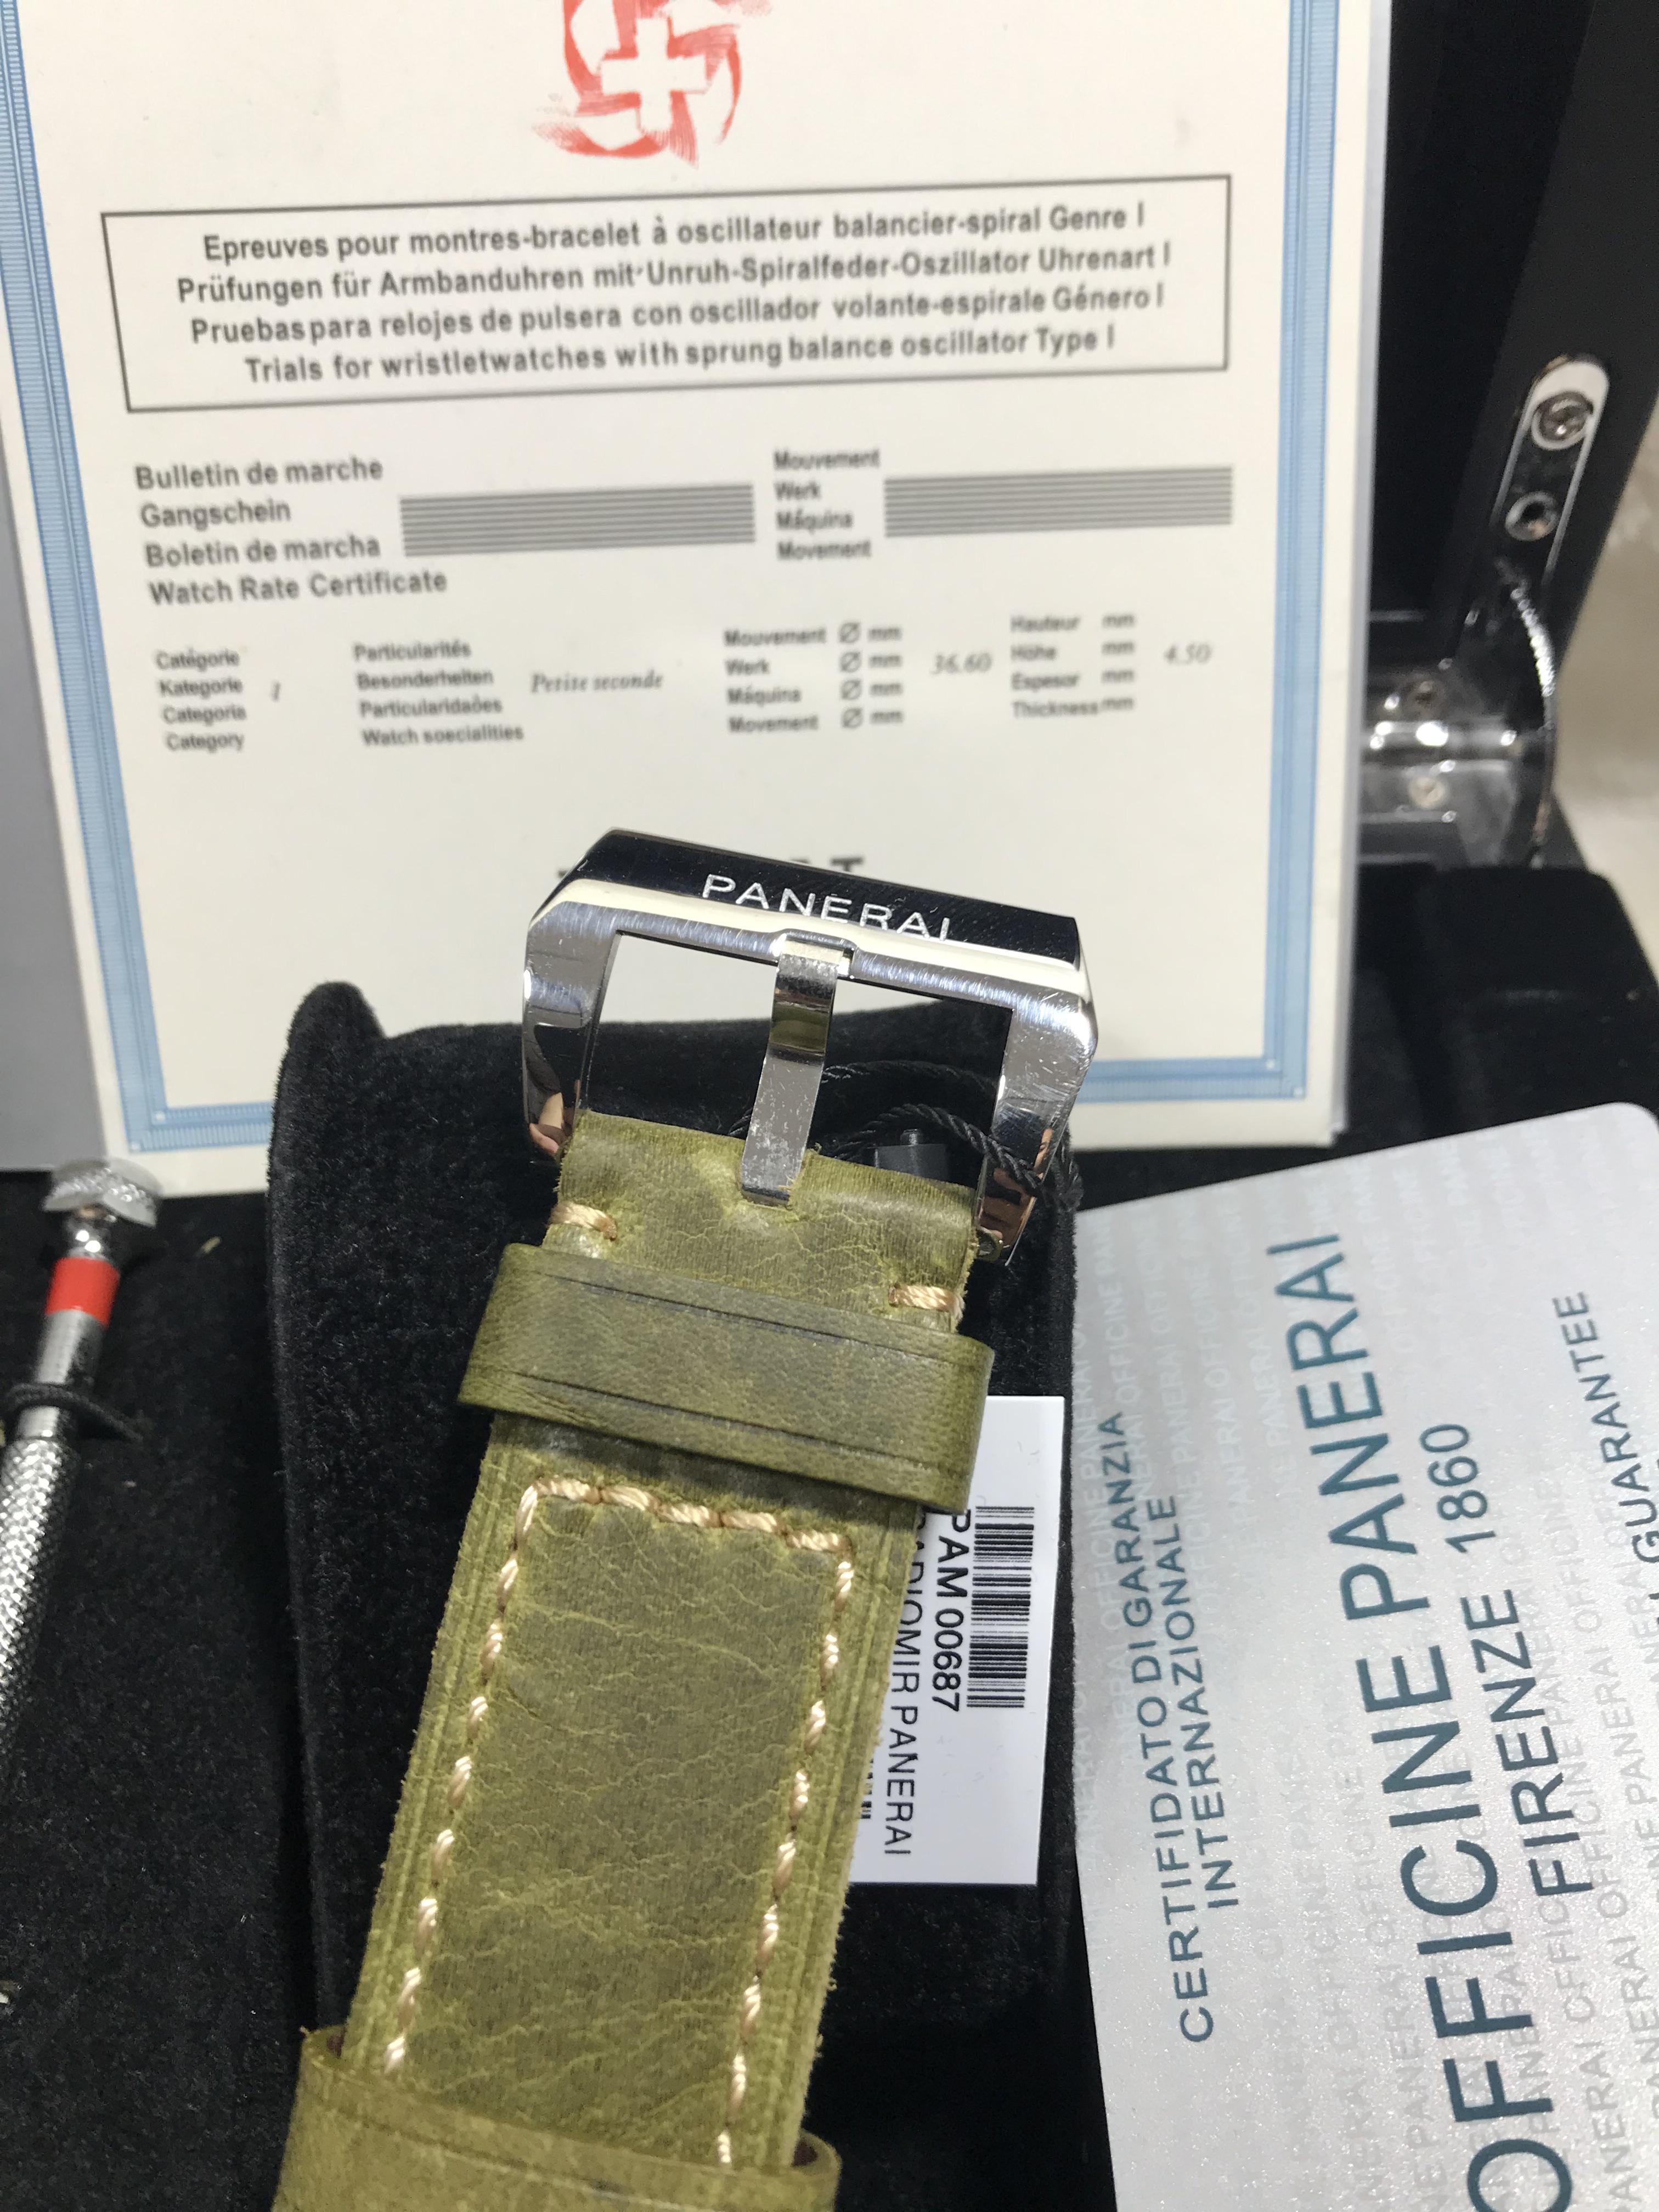 Epreuves pour montres-bracelet à oscillateur balancier-spiral Genre I
Prüfungen für Armbanduhren mit Unruh-Spiralfeder-Oszillator Uhrenart I
Pruebas para relojes de pulsera con oscillador volante-espirale Género I
Trials for wristletwatches with sprung balance oscillator Type I
Bulletin de marche
Gangschein
Boletin de marcha
Watch Rate Certificate
Mouvement
Werk
Máquina
Movement
Catégorie
Kategorie 1
Categoria
Category
Particularités
Besonderheiten Petite seconde
Particularidaões
Watch soecialities
Mouvement Ø mm
Werk Ø mm 36.60
Máquina Ø mm
Movement Ø mm
Hauteur mm
Höhe mm 4.50
Espesor mm
Thickness mm
PANERAI
PAM 00687
RADIOMIR PANERAI
CERTIFIDATO DI GARANZIA
INTERNAZIONALE
OFFICINE PANERAI
FIRENZE 1860
GUARANTEE